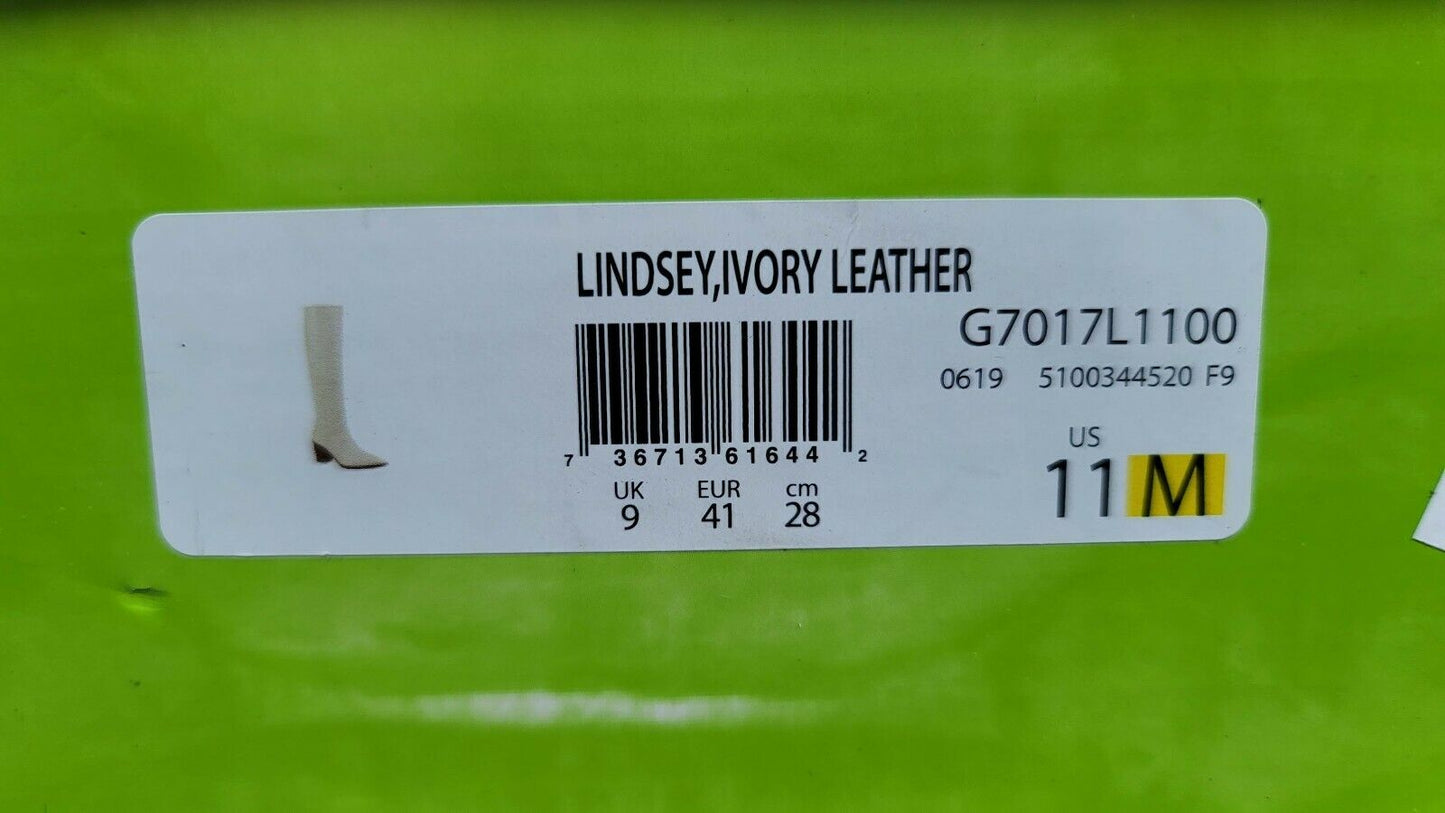 LINDSEY,IVORY LEATHER
G7017L1100
0619 5100344520 F9
7 36713 61644 2
UK EUR cm
9 41 28
US
11 M